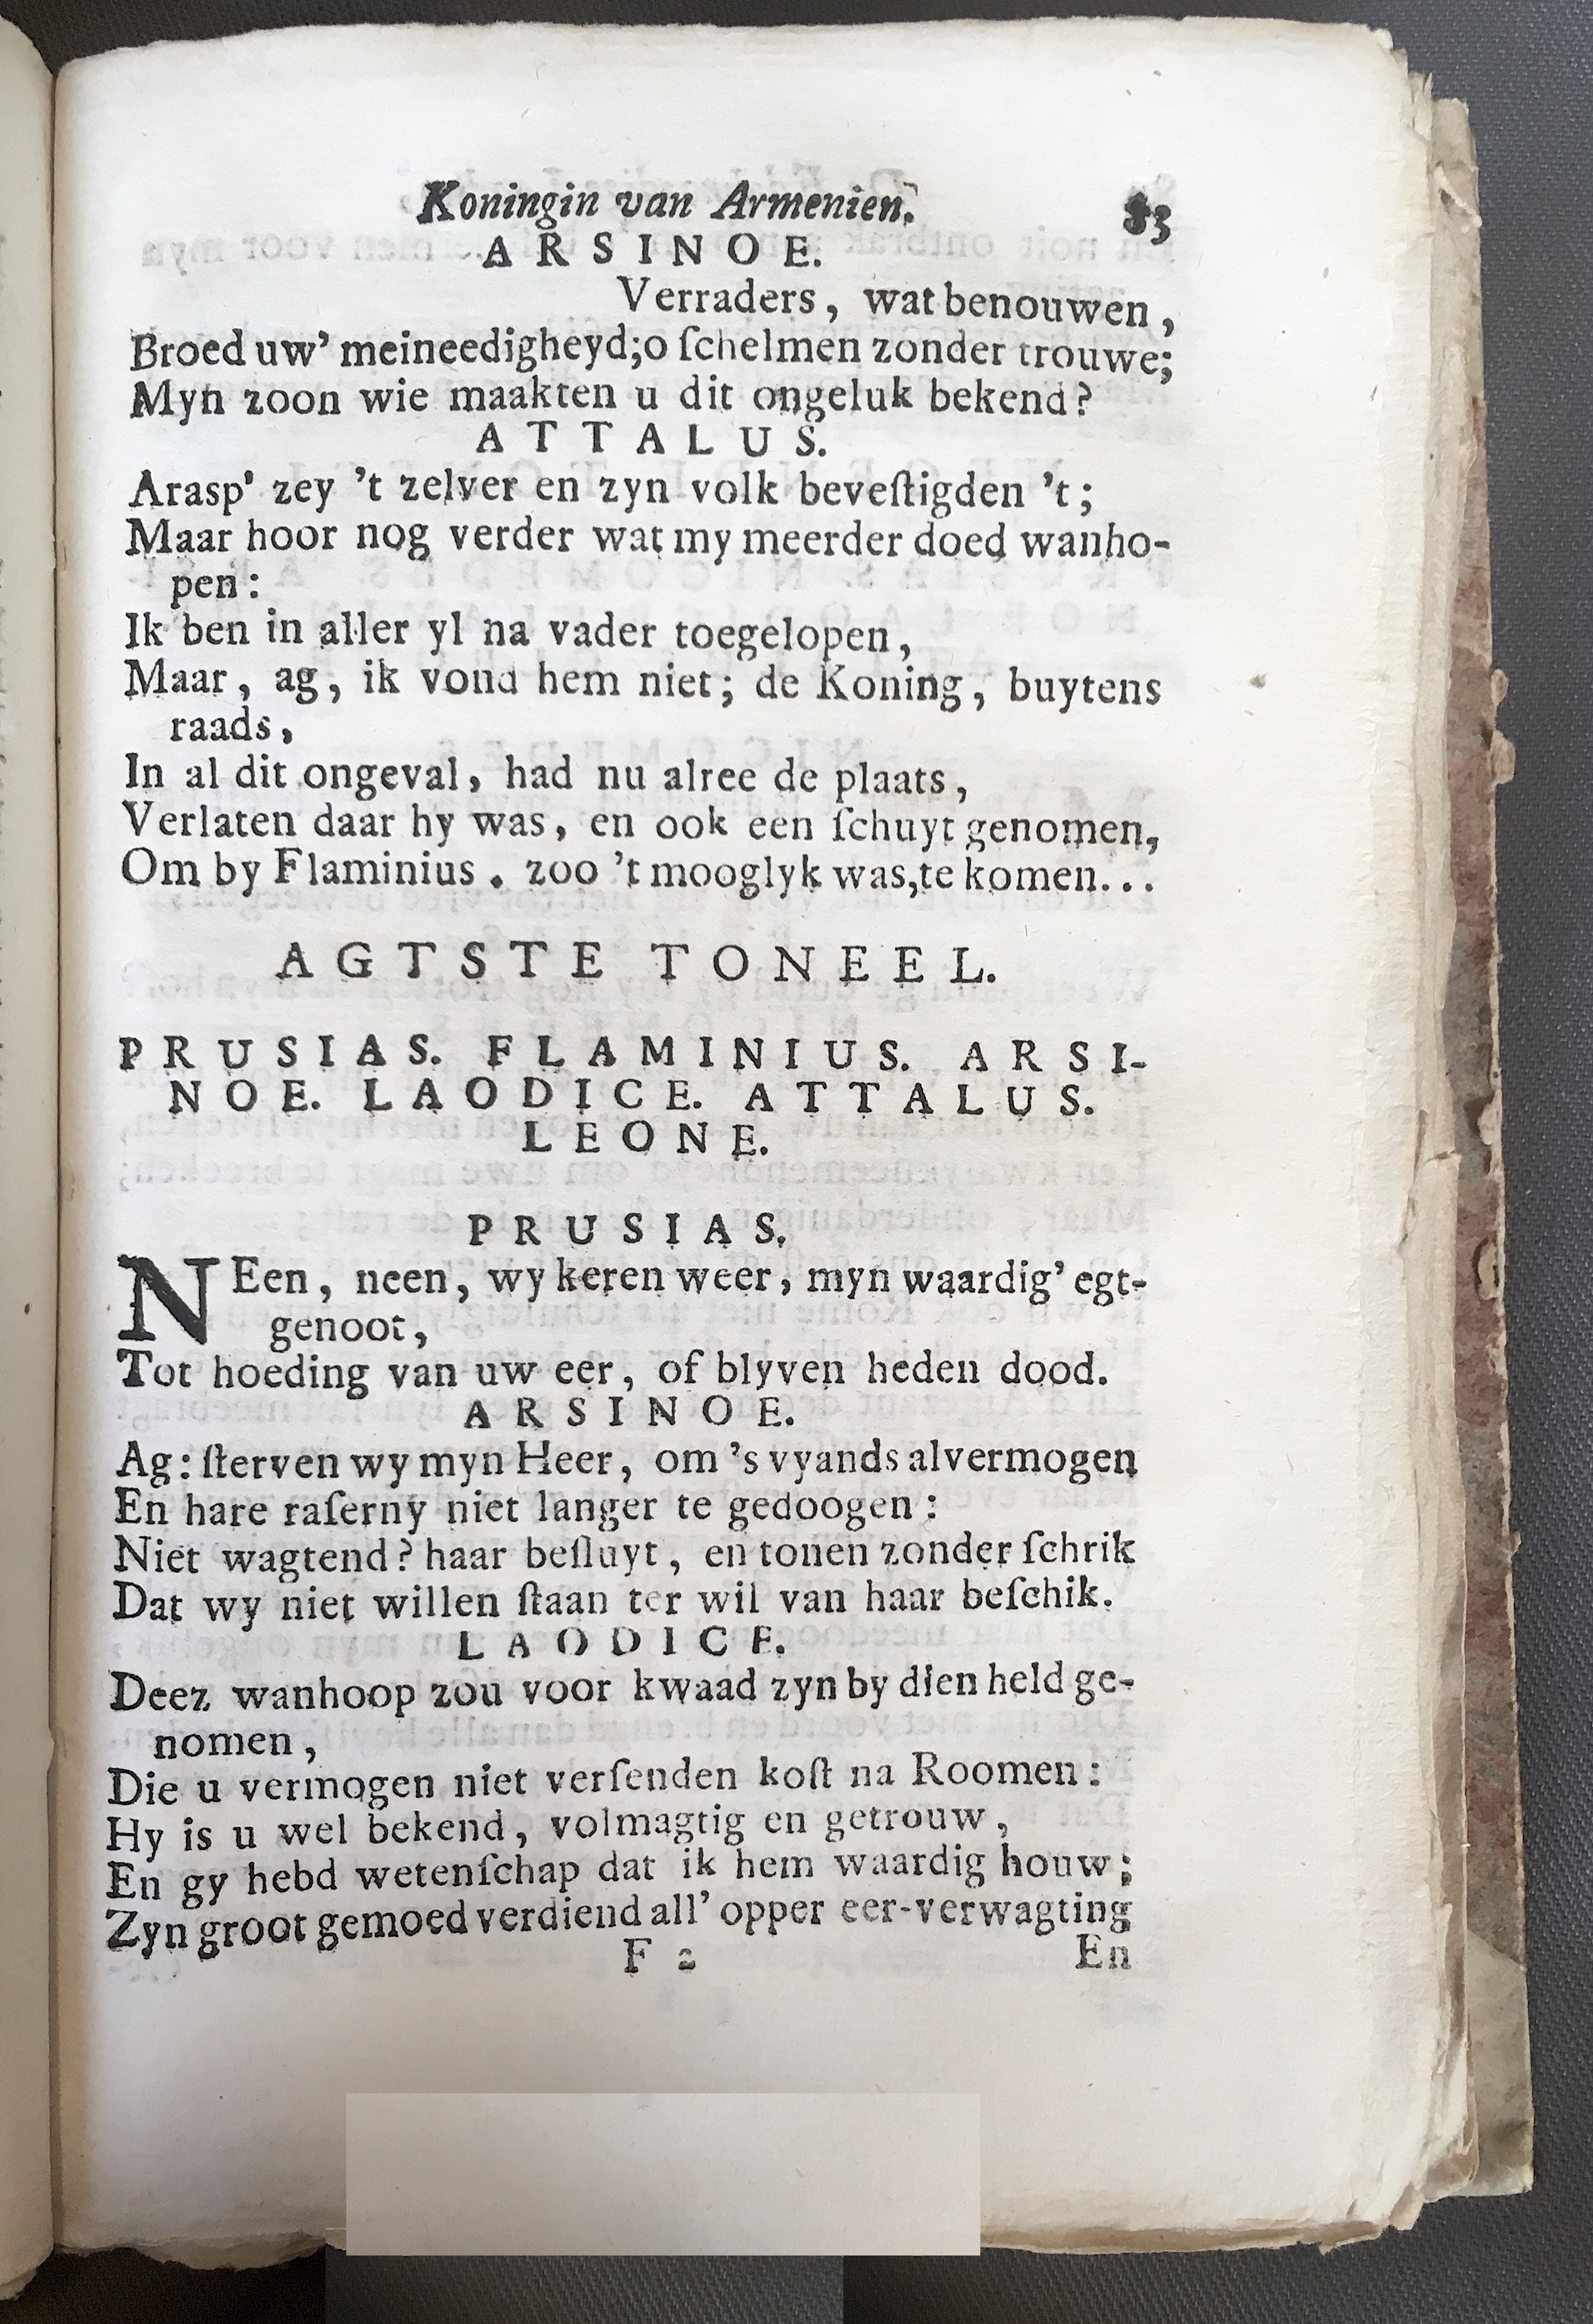 Koningin van Armenien. 83
ARSINOE.
Verraders, wat benouwen,
Broed uw' meineedigheyd; o ſchelmen zonder trouwe;
Myn zoon wie maakten u dit ongeluk bekend?
ATTALUS.
Arasp' zey 't zelver en zyn volk beveſtigden 't;
Maar hoor nog verder wat my meerder doed wanho-
pen:
Ik ben in aller yl na vader toegelopen,
Maar, ag, ik vond hem niet; de Koning, buytens
raads,
In al dit ongeval, had nu alree de plaats,
Verlaten daar hy was, en ook een ſchuyt genomen,
Om by Flaminius. zoo 't mooglyk was, te komen...
AGTSTE TONEEL.
PRUSIAS. FLAMINIUS. ARSI-
NOE. LAODICE. ATTALUS.
LEONE.
PRUSIAS.
NEen, neen, wy keren weer, myn waardig' egt-
genoot,
Tot hoeding van uw eer, of blyven heden dood.
ARSINOE.
Ag: ſterven wy myn Heer, om 's vyands alvermogen
En hare raſerny niet langer te gedoogen:
Niet wagtend? haar beſluyt, en tonen zonder ſchrik
Dat wy niet willen ſtaan ter wil van haar beſchik.
LAODICE.
Deez wanhoop zou voor kwaad zyn by dien held ge-
nomen,
Die u vermogen niet verſenden koſt na Roomen:
Hy is u wel bekend, volmagtig en getrouw,
En gy hebd wetenſchap dat ik hem waardig houw;
Zyn groot gemoed verdiend all' opper eer-verwagting
F 2 En